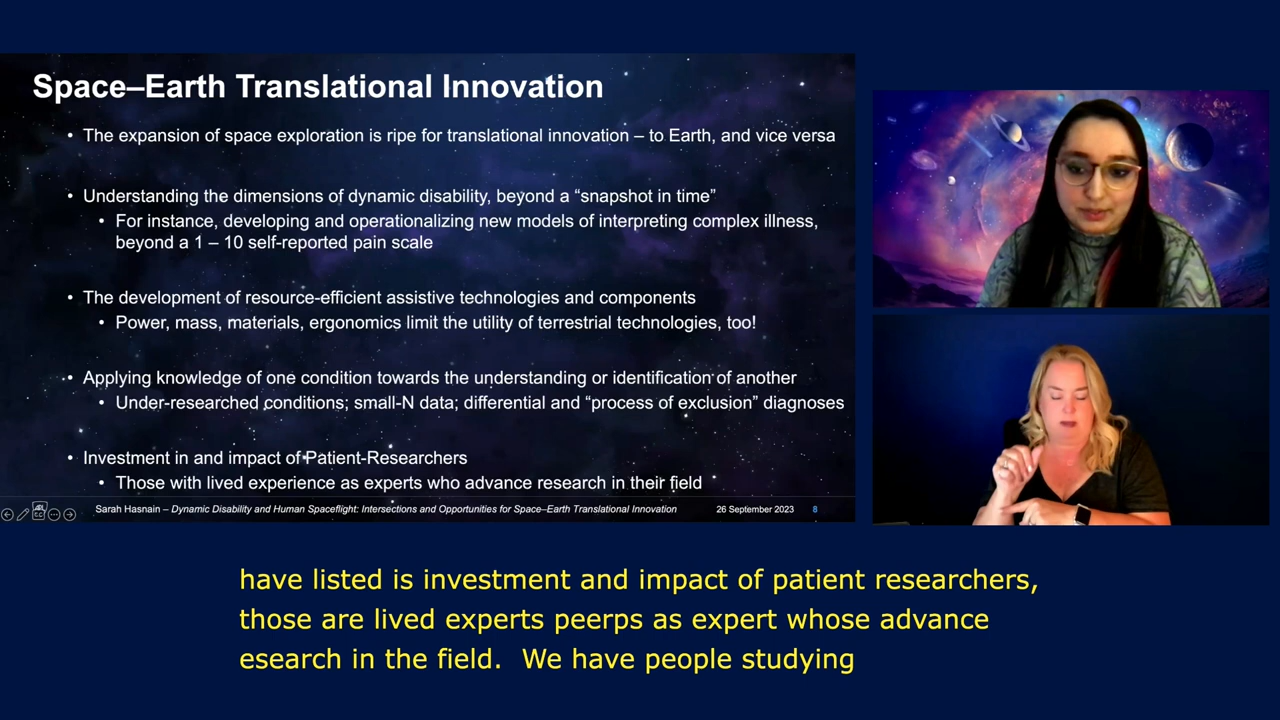 Space–Earth Translational Innovation
• The expansion of space exploration is ripe for translational innovation – to Earth, and vice versa
• Understanding the dimensions of dynamic disability, beyond a “snapshot in time”
• For instance, developing and operationalizing new models of interpreting complex illness,
beyond a 1 – 10 self-reported pain scale
• The development of resource-efficient assistive technologies and components
• Power, mass, materials, ergonomics limit the utility of terrestrial technologies, too!
• Applying knowledge of one condition towards the understanding or identification of another
• Under-researched conditions; small-N data; differential and “process of exclusion” diagnoses
• Investment in and impact of Patient-Researchers
• Those with lived experience as experts who advance research in their field
Sarah Hasnain – Dynamic Disability and Human Spaceflight: Intersections and Opportunities for Space–Earth Translational Innovation 26 September 2023 8
have listed is investment and impact of patient researchers,
those are lived experts peerps as expert whose advance
esearch in the field.  We have people studying